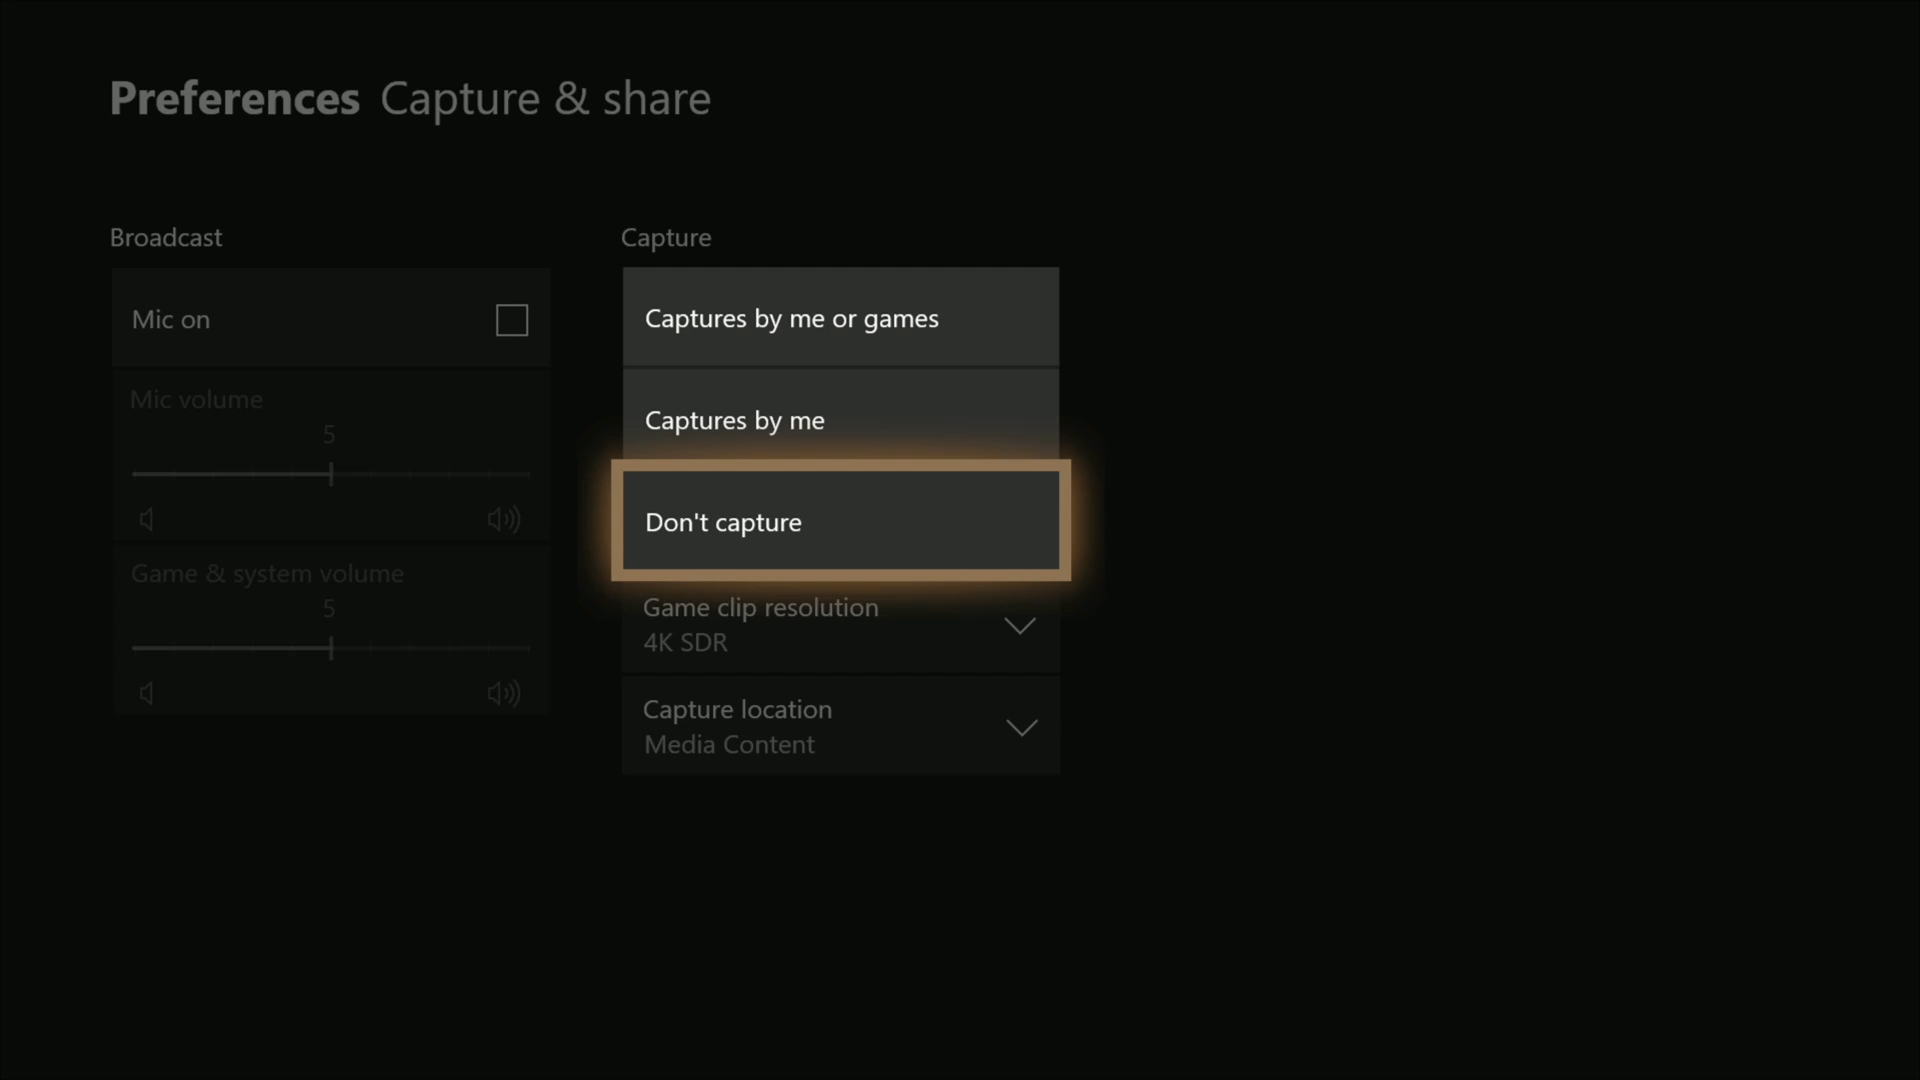 Preferences Capture & share
Broadcast
Mic on
Mic volume
5
Game & system volume
5
Capture
Captures by me or games
Captures by me
Don't capture
Game clip resolution
4K SDR
Capture location
Media Content